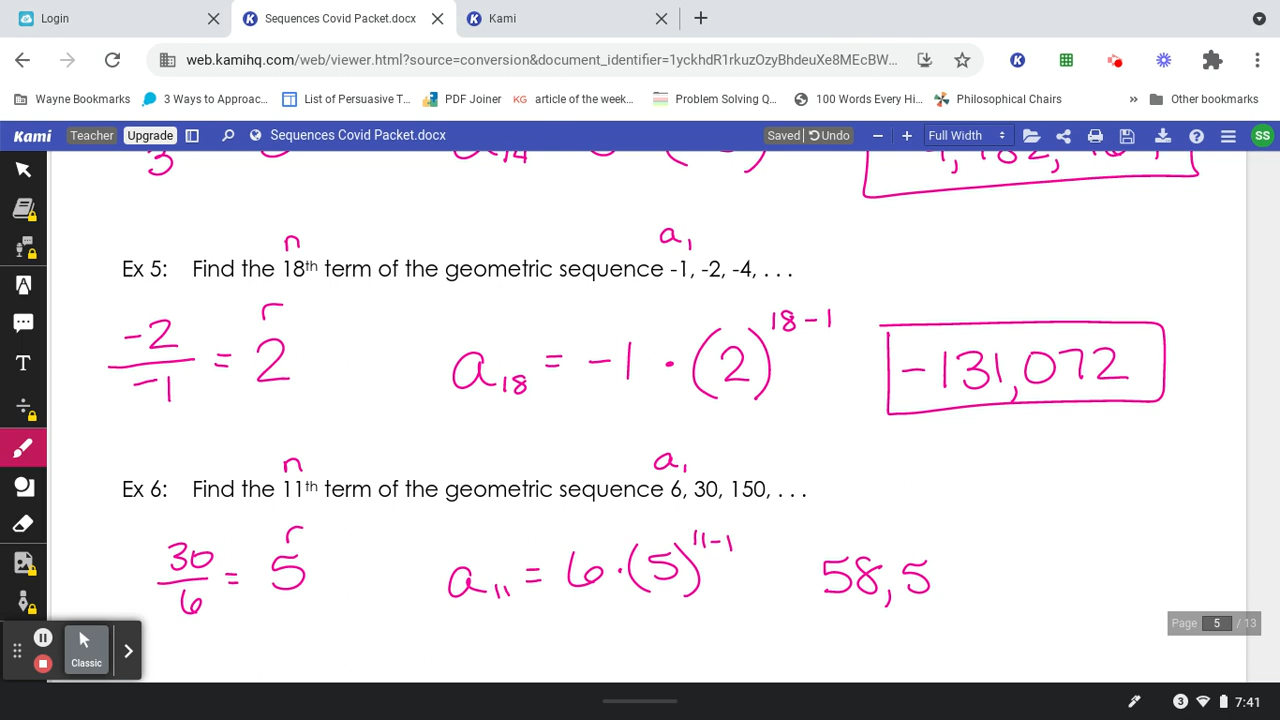 Login
Sequences Covid Packet.docx
Kami
web.kamihq.com/web/viewer.html?source=conversion&document_identifier=1yckhdR1rkuzOzyBhdeuXe8MEcBW...
Wayne Bookmarks
3 Ways to Approac...
List of Persuasive T...
PDF Joiner
KG article of the week...
Problem Solving Q...
100 Words Every Hi...
Philosophical Chairs
» Other bookmarks
Kami Teacher Upgrade Sequences Covid Packet.docx Saved Undo Full Width SS
n a₁
Ex 5: Find the 18th term of the geometric sequence -1, -2, -4, . . .
r
-2/-1 = 2 a₁₈ = -1 · (2)^18-1 -131,072
n a₁
Ex 6: Find the 11th term of the geometric sequence 6, 30, 150, . . .
r
30/6 = 5 a₁₁ = 6 · (5)^11-1 58,5
Page 5 / 13
Classic
3 7:41